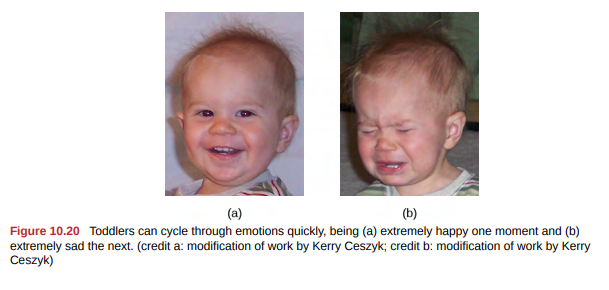 (a)
(b)
Figure 10.20 Toddlers can cycle through emotions quickly, being (a) extremely happy one moment and (b)
extremely sad the next. (credit a: modification of work by Kerry Ceszyk; credit b: modification of work by Kerry
Ceszyk)